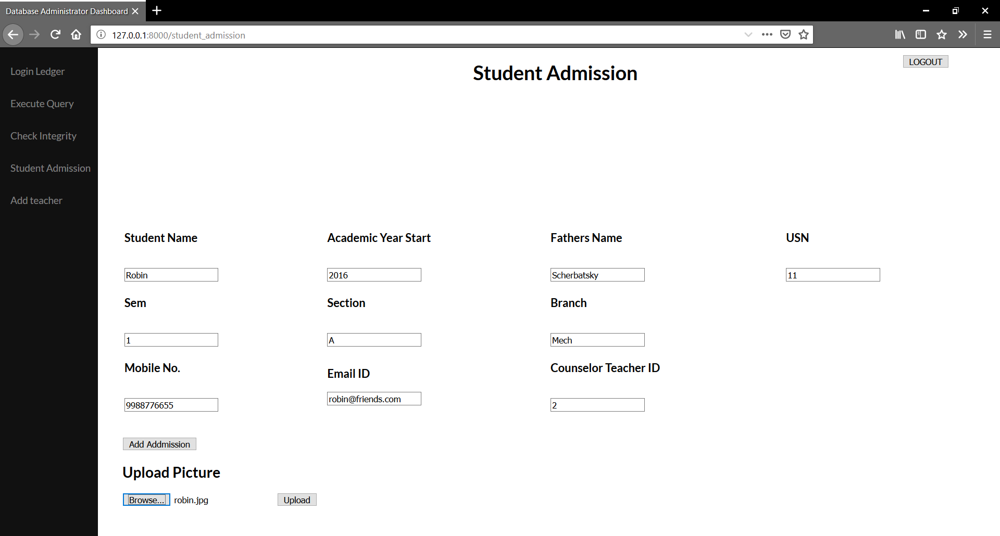 Database Administrator Dashboard
127.0.0.1:8000/student_admission
Login Ledger
Execute Query
Check Integrity
Student Admission
Add teacher
LOGOUT
Student Admission
Student Name Academic Year Start Fathers Name USN
Robin 2016 Scherbatsky 11
Sem Section Branch
1 A Mech
Mobile No. Email ID Counselor Teacher ID
9988776655 robin@friends.com 2
Add Addmission
Upload Picture
Browse... robin.jpg Upload